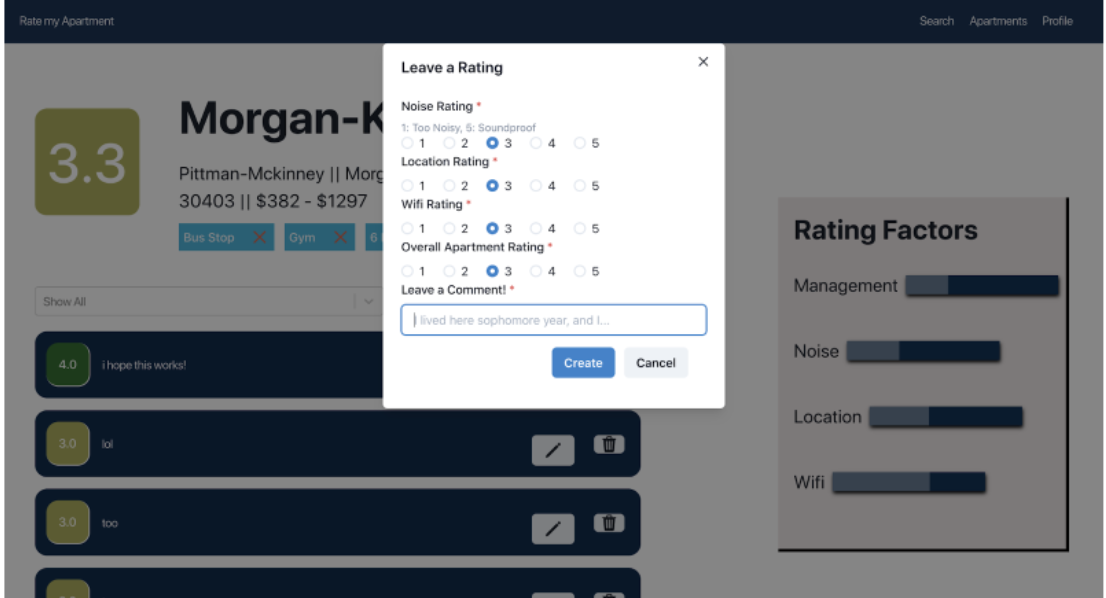 Rate my Apartment
Search Apartments Profile
Leave a Rating
Noise Rating *
1: Too Noisy, 5: Soundproof
1 2 3 4 5
Location Rating *
1 2 3 4 5
Wifi Rating *
1 2 3 4 5
Overall Apartment Rating *
1 2 3 4 5
Leave a Comment! *
I lived here sophomore year, and I...
Create Cancel
3.3
Morgan-K
Pittman-Mckinney || Morg
30403 || $382 - $1297
Bus Stop Gym 6
Show All
4.0 i hope this works!
3.0 lol
3.0 too
Rating Factors
Management
Noise
Location
Wifi